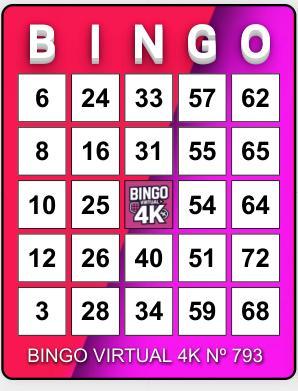 B I N G O
6 24 33 57 62
8 16 31 55 65
10 25 BINGO VIRTUAL 4K 54 64
12 26 40 51 72
3 28 34 59 68
BINGO VIRTUAL 4K Nº 793